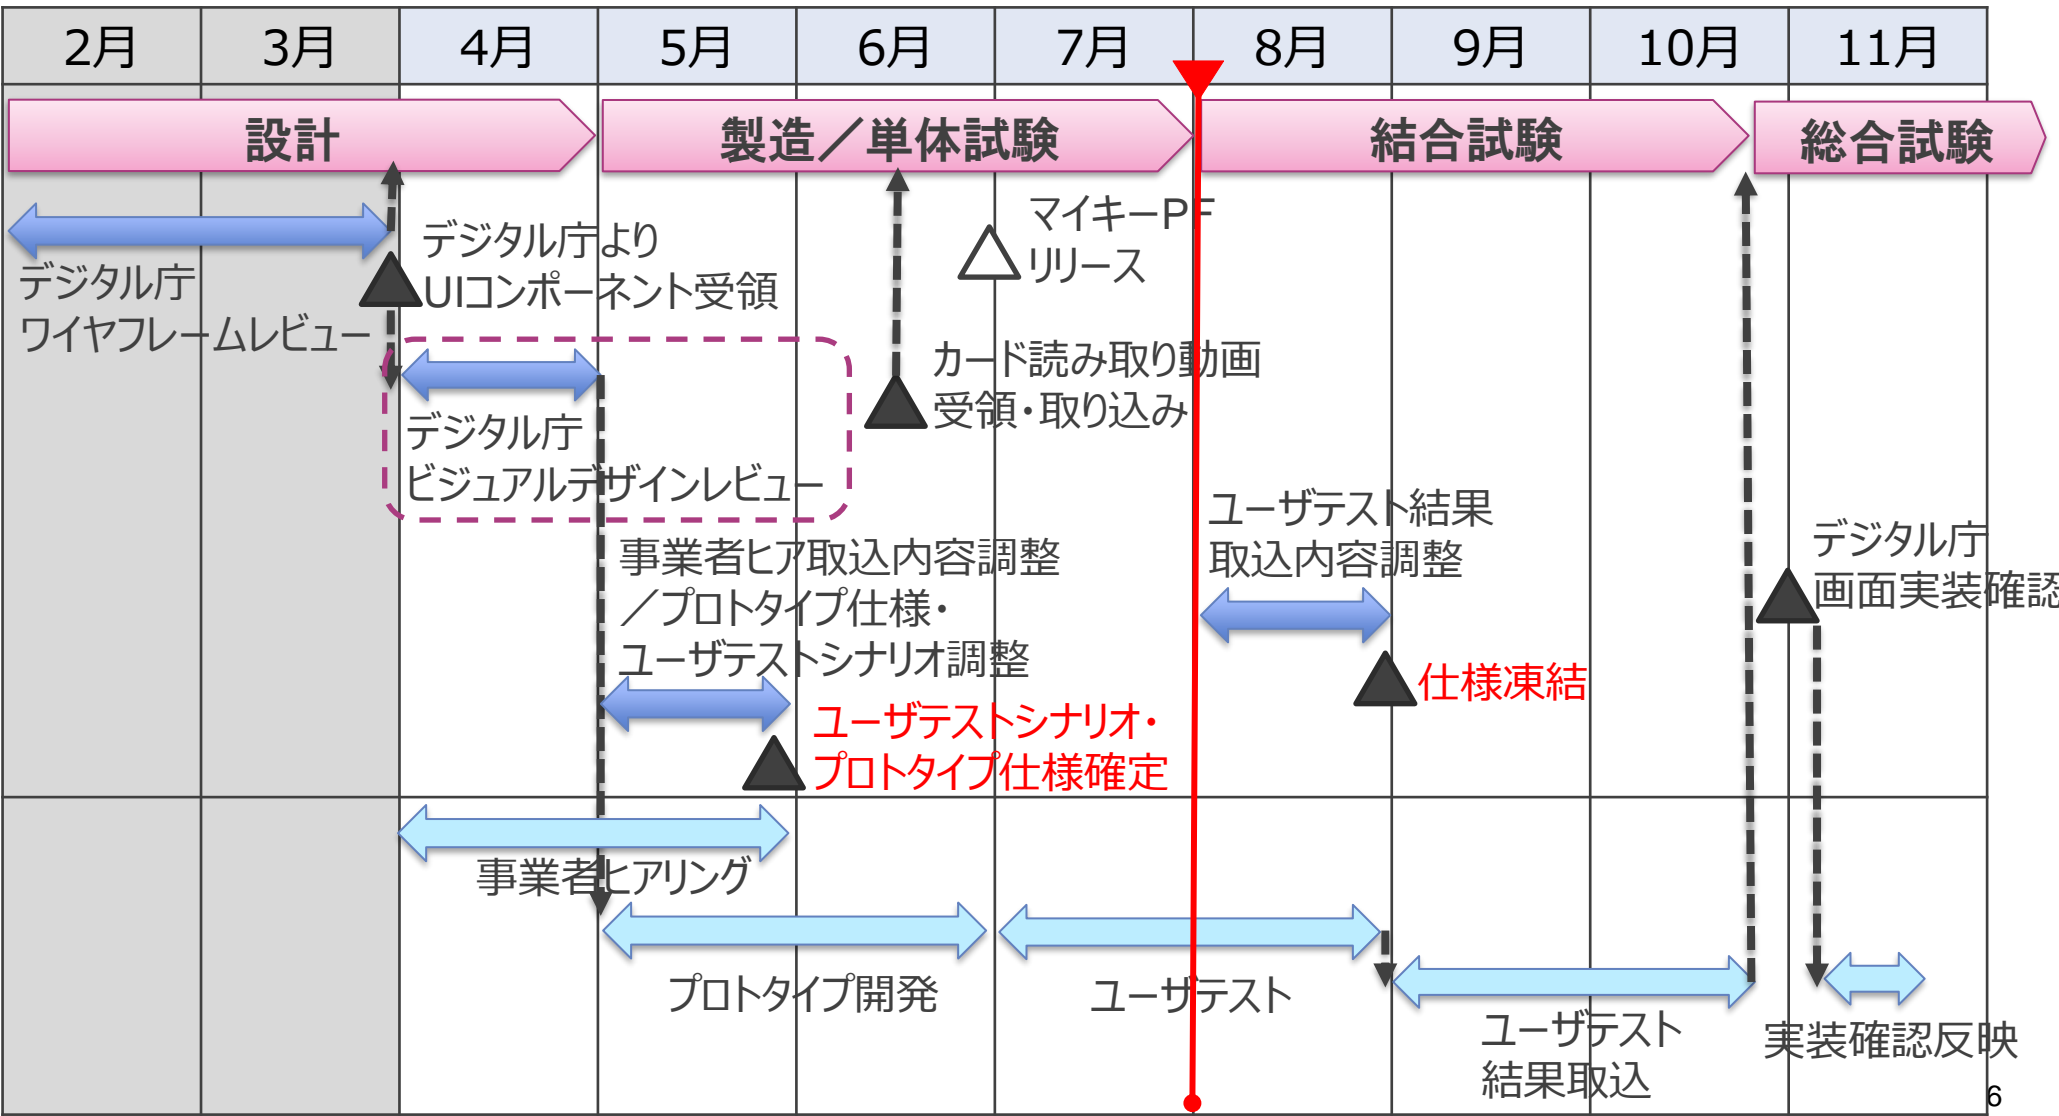 2月 3月 4月 5月 6月 7月 8月 9月 10月 11月
設計 製造／単体試験 結合試験 総合試験
デジタル庁
ワイヤフレームレビュー
デジタル庁より
UIコンポーネント受領
マイキーPF
リリース
カード読み取り動画
受領・取り込み
デジタル庁
ビジュアルデザインレビュー
事業者ヒア取込内容調整
／プロトタイプ仕様・
ユーザテストシナリオ調整
ユーザテストシナリオ・
プロトタイプ仕様確定
ユーザテスト結果
取込内容調整
仕様凍結
デジタル庁
画面実装確認
事業者ヒアリング
プロトタイプ開発
ユーザテスト
ユーザテスト
結果取込
実装確認反映
6